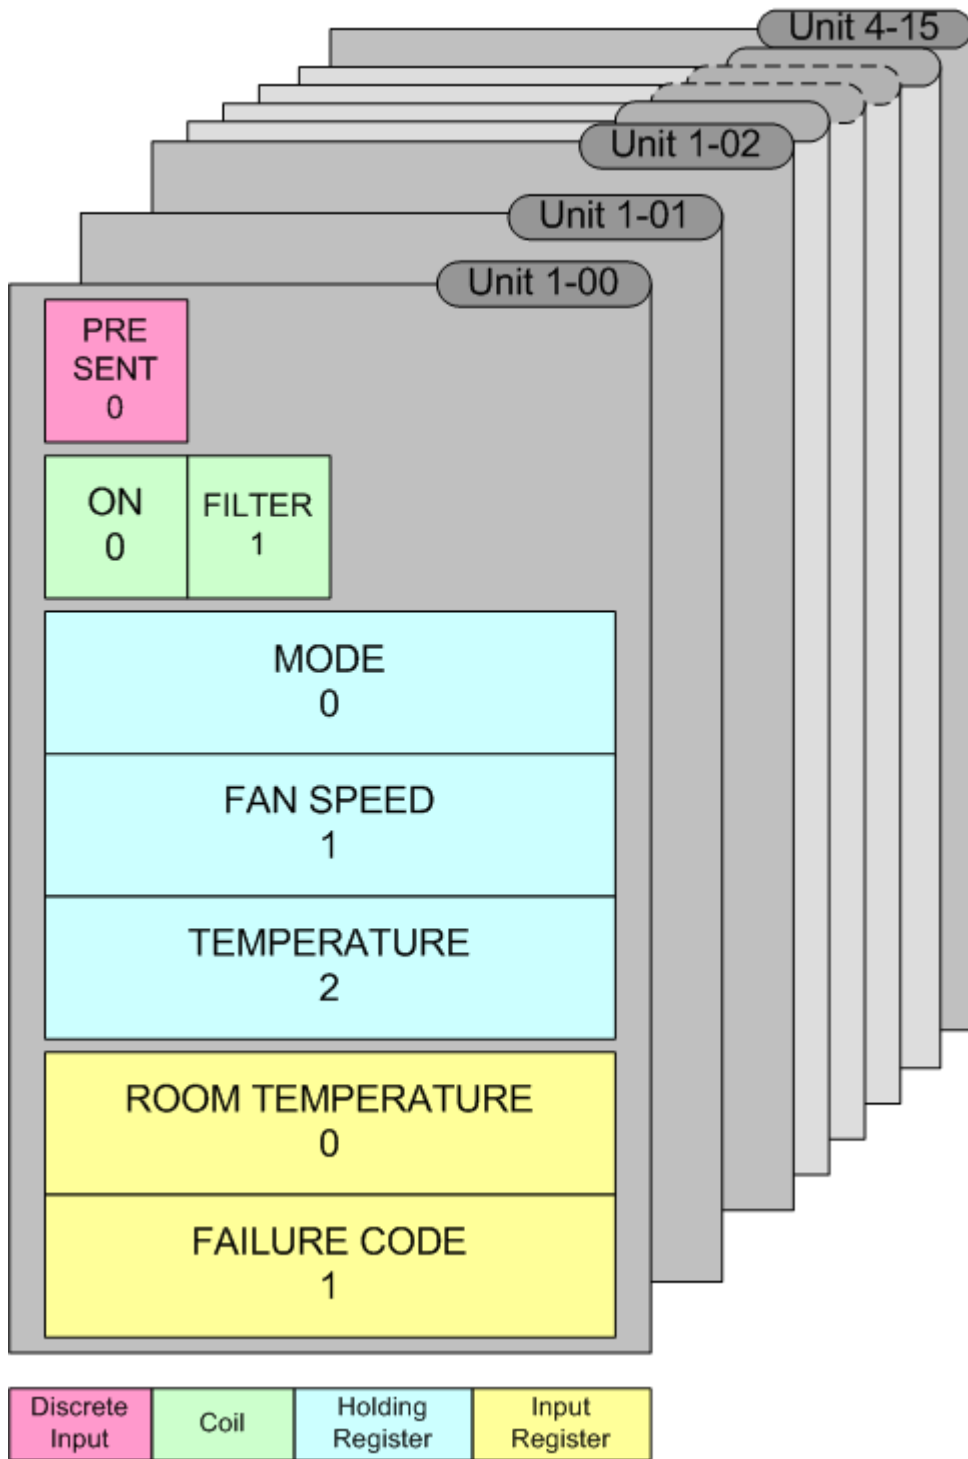 Unit 4-15
Unit 1-02
Unit 1-01
Unit 1-00
PRE
SENT
0
ON
0
FILTER
1
MODE
0
FAN SPEED
1
TEMPERATURE
2
ROOM TEMPERATURE
0
FAILURE CODE
1
Discrete
Input
Coil
Holding
Register
Input
Register